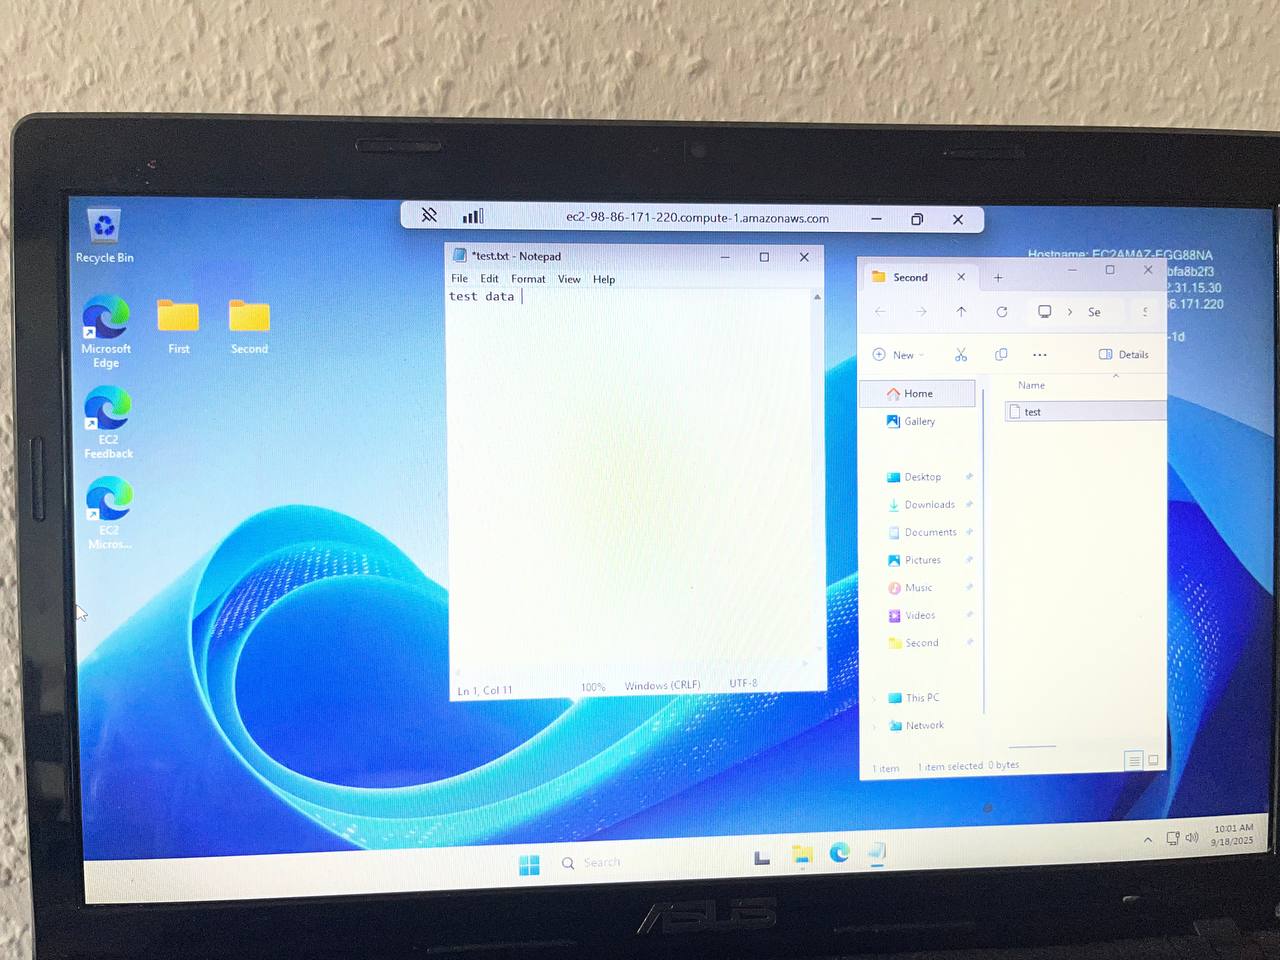 ec2-98-86-171-220.compute-1.amazonaws.com
Recycle Bin
Microsoft
Edge
First
Second
EC2
Feedback
EC2
Micros...
*test.txt - Notepad
File Edit Format View Help
test data
Ln 1, Col 11 100% Windows (CRLF) UTF-8
Hostname: EC2AMAZ-EGG88NA
bfa8b2f3
2.31.15.30
6.171.220
-1d
Second
Se
New
Details
Name
test
Home
Gallery
Desktop
Downloads
Documents
Pictures
Music
Videos
Second
This PC
Network
1 item 1 item selected 0 bytes
Search
10:01 AM
9/18/2025
ASUS